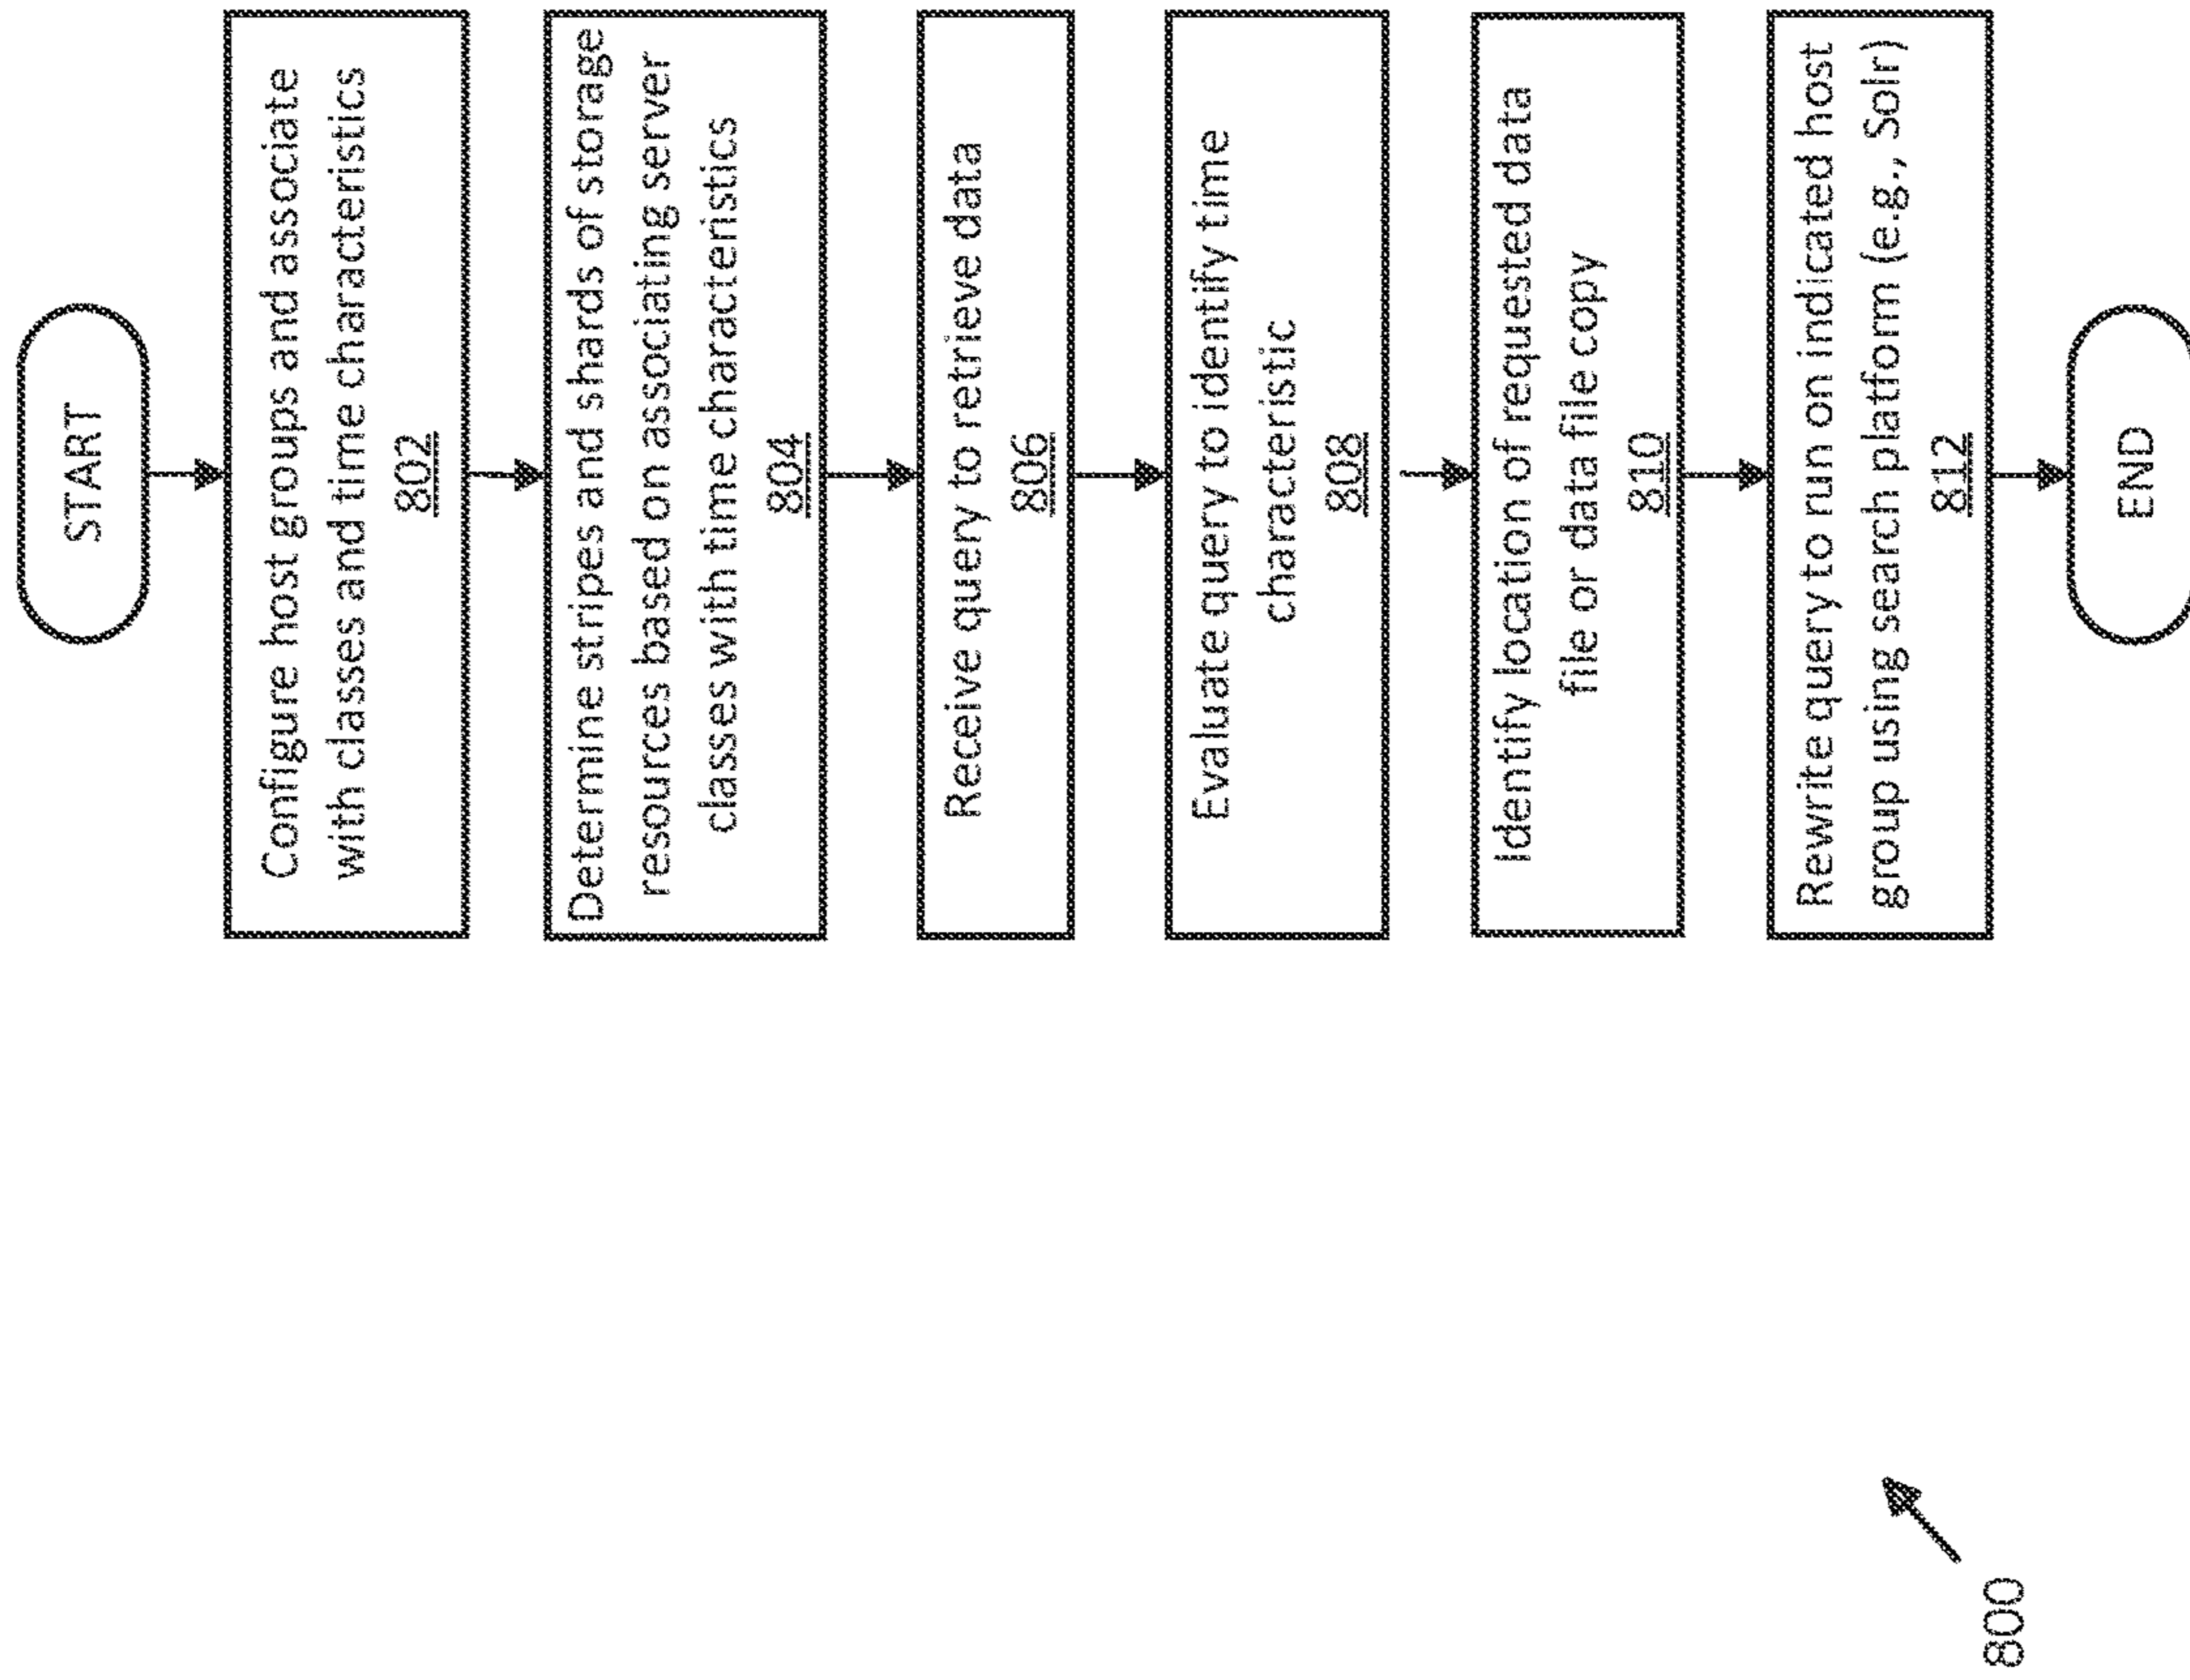 START
Configure host groups and associate
with classes and time characteristics
802
Determine stripes and shards of storage
resources based on associating server
classes with time characteristics
804
Receive query to retrieve data
806
Evaluate query to identify time
characteristic
808
Identify location of requested data
file or data file copy
810
Rewrite query to run on indicated host
group using search platform (e.g., Solr)
812
END
800